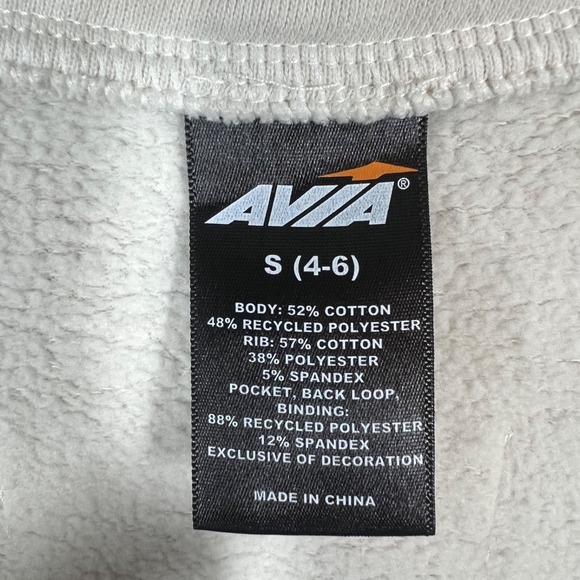 AVIA®
S (4-6)
BODY: 52% COTTON
48% RECYCLED POLYESTER
RIB: 57% COTTON
38% POLYESTER
5% SPANDEX
POCKET, BACK LOOP,
BINDING:
88% RECYCLED POLYESTER
12% SPANDEX
EXCLUSIVE OF DECORATION
MADE IN CHINA